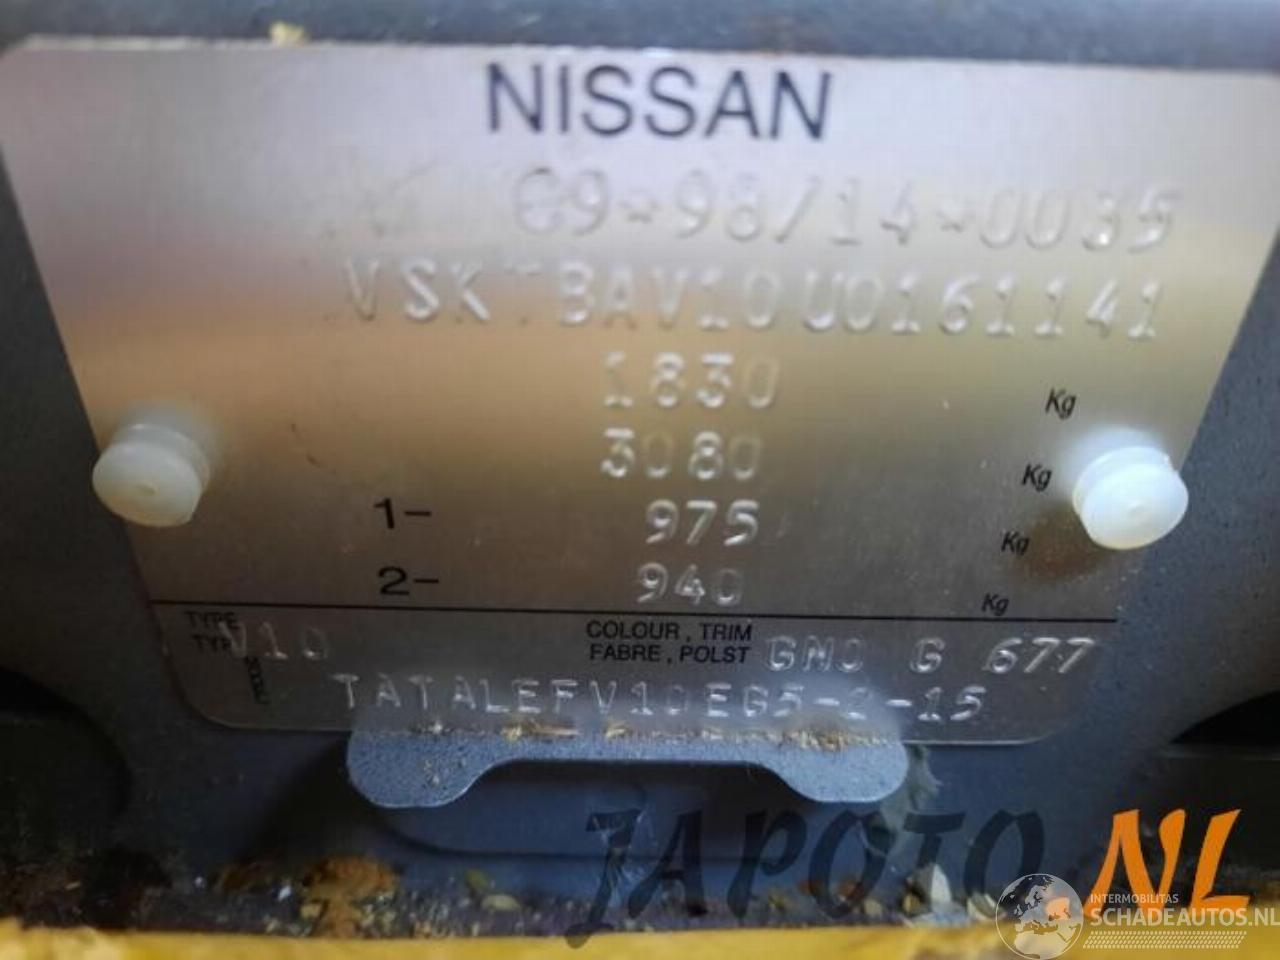 NISSAN
e9*98/14*0035
VSKTBAV10U0161141
1830 Kg
3080 Kg
1- 975 Kg
2- 940 Kg
TYPE
TYP V10
COLOUR, TRIM
FABRE, POLST GN0 G 677
TATALEFV10EG5-2-15
JAPOTO.NL
INTERMOBILITAS
SCHADEAUTOS.NL